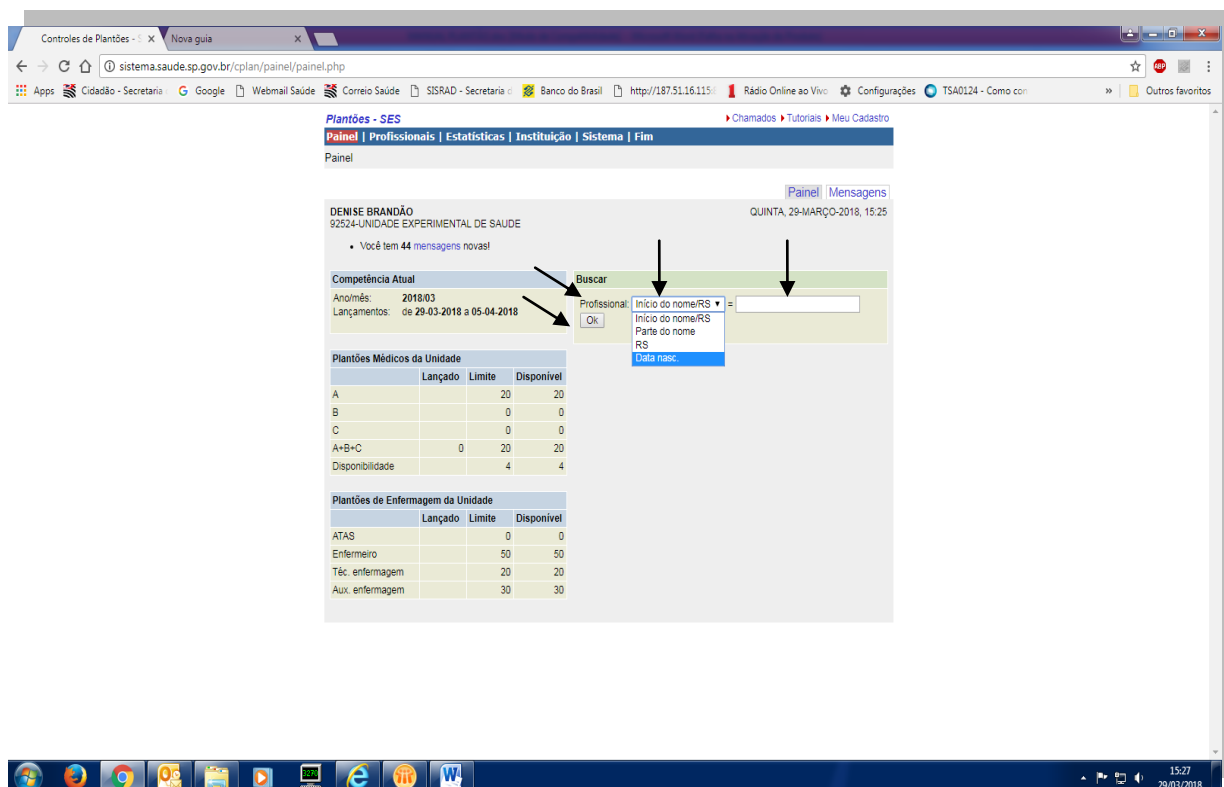 Controles de Plantões - S
Nova guia
sistema.saude.sp.gov.br/cplan/painel/painel.php
ABP
Apps Cidadão - Secretaria Google Webmail Saúde Correio Saúde SISRAD - Secretaria d Banco do Brasil http://187.51.16.115: Rádio Online ao Vivo Configurações TSA0124 - Como con » Outros favoritos
Plantões - SES
Chamados Tutoriais Meu Cadastro
Painel | Profissionais | Estatísticas | Instituição | Sistema | Fim
Painel
Painel Mensagens
DENISE BRANDÃO
QUINTA, 29-MARÇO-2018, 15:25
92524-UNIDADE EXPERIMENTAL DE SAUDE
• Você tem 44 mensagens novas!
Competência Atual
Ano/mês: 2018/03
Lançamentos: de 29-03-2018 a 05-04-2018
Buscar
Profissional: Início do nome/RS =
Ok
Início do nome/RS
Parte do nome
RS
Data nasc.
Plantões Médicos da Unidade
Lançado Limite Disponível
A 20 20
B 0 0
C 0 0
A+B+C 0 20 20
Disponibilidade 4 4
Plantões de Enfermagem da Unidade
Lançado Limite Disponível
ATAS 0 0
Enfermeiro 50 50
Téc. enfermagem 20 20
Aux. enfermagem 30 30
3270
15:27
29/03/2018